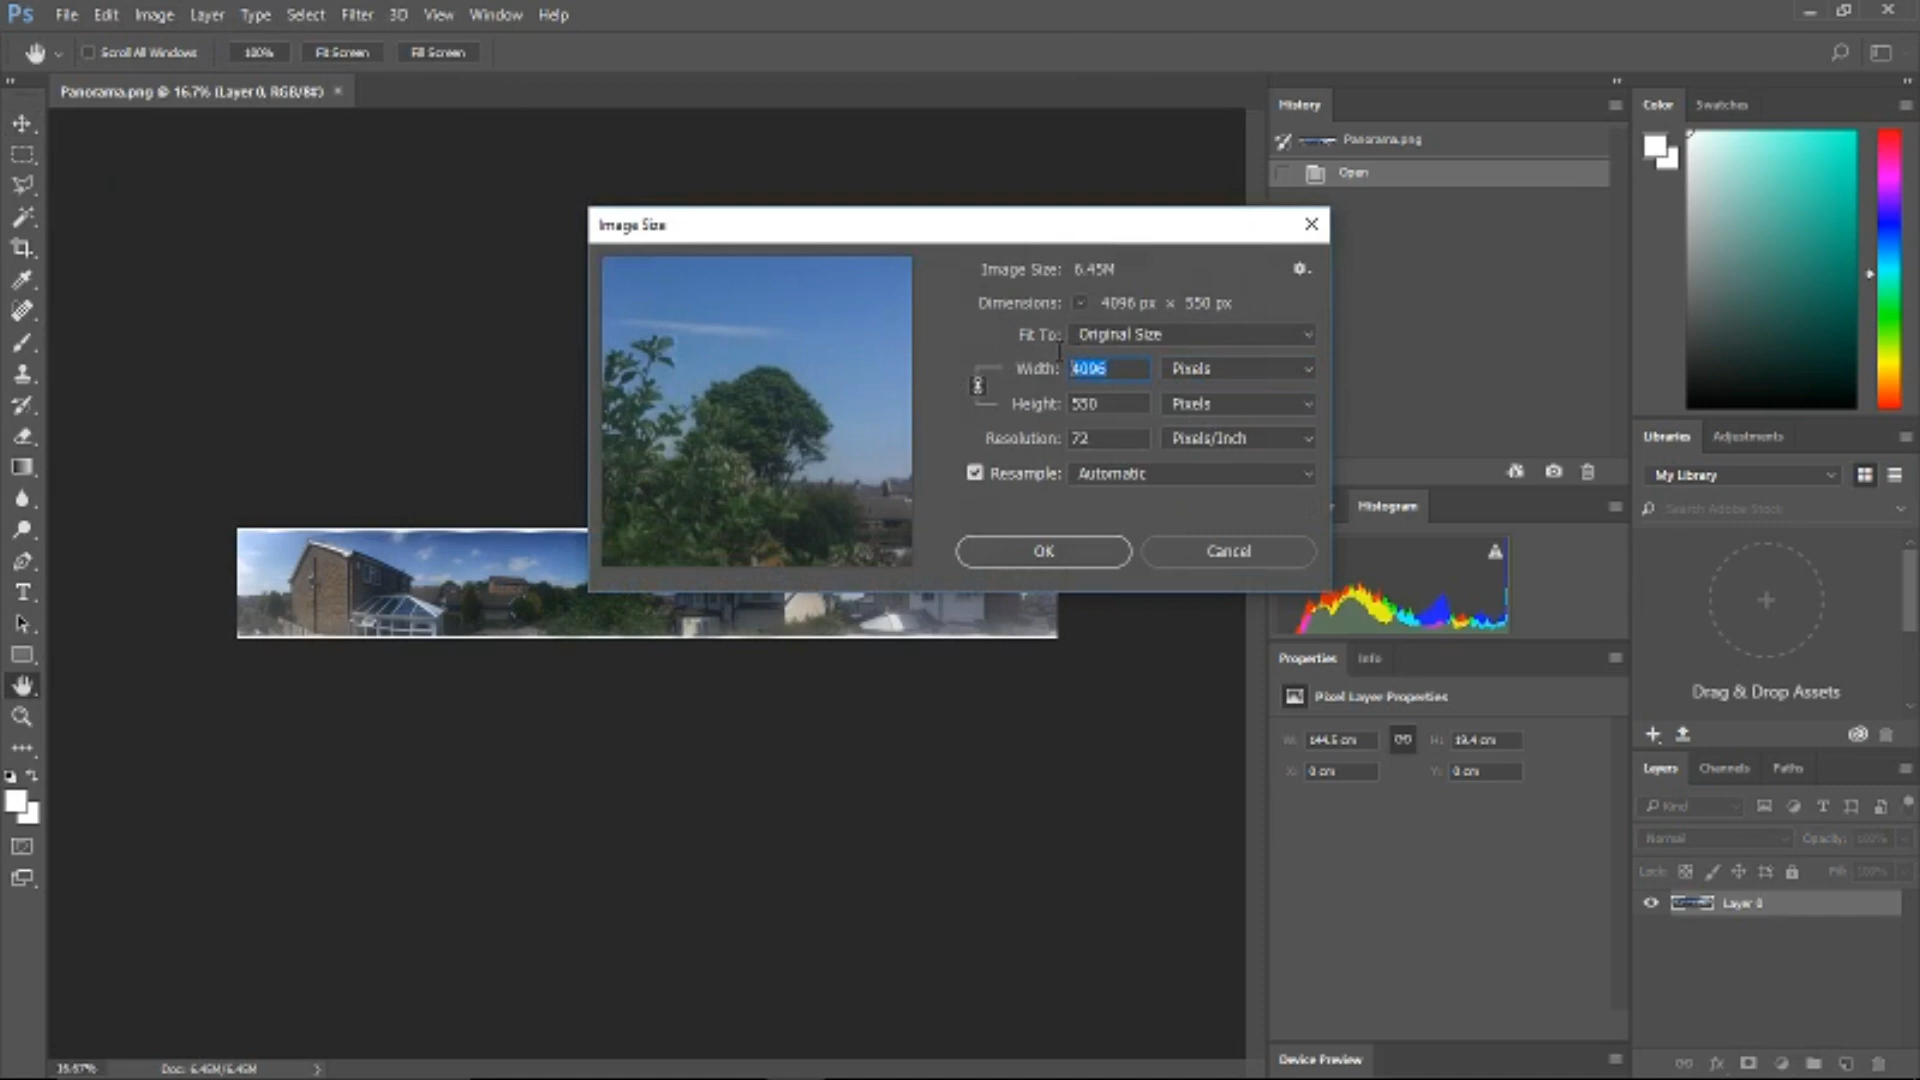 Ps File Edit Image Layer Type Select Filter 3D View Window Help
Scroll All Windows 100% Fit Screen Fill Screen
Panorama.png @ 16.7% (Layer 0, RGB/8#) ×
History
Panorama.png
Open
Color Swatches
Image Size
Image Size: 6.45M
Dimensions: 4096 px × 550 px
Fit To: Original Size
Width: 4096 Pixels
Height: 550 Pixels
Resolution: 72 Pixels/Inch
Resample: Automatic
OK Cancel
Libraries Adjustments
My Library
Search Adobe Stock
Drag & Drop Assets
Histogram
Properties Info
Pixel Layer Properties
W: 144.5 cm H: 19.4 cm
X: 0 cm Y: 0 cm
Layers Channels Paths
Kind
Normal Opacity: 100%
Lock: Fill: 100%
Layer 0
Device Preview
16.67% Doc: 6.45M/6.45M